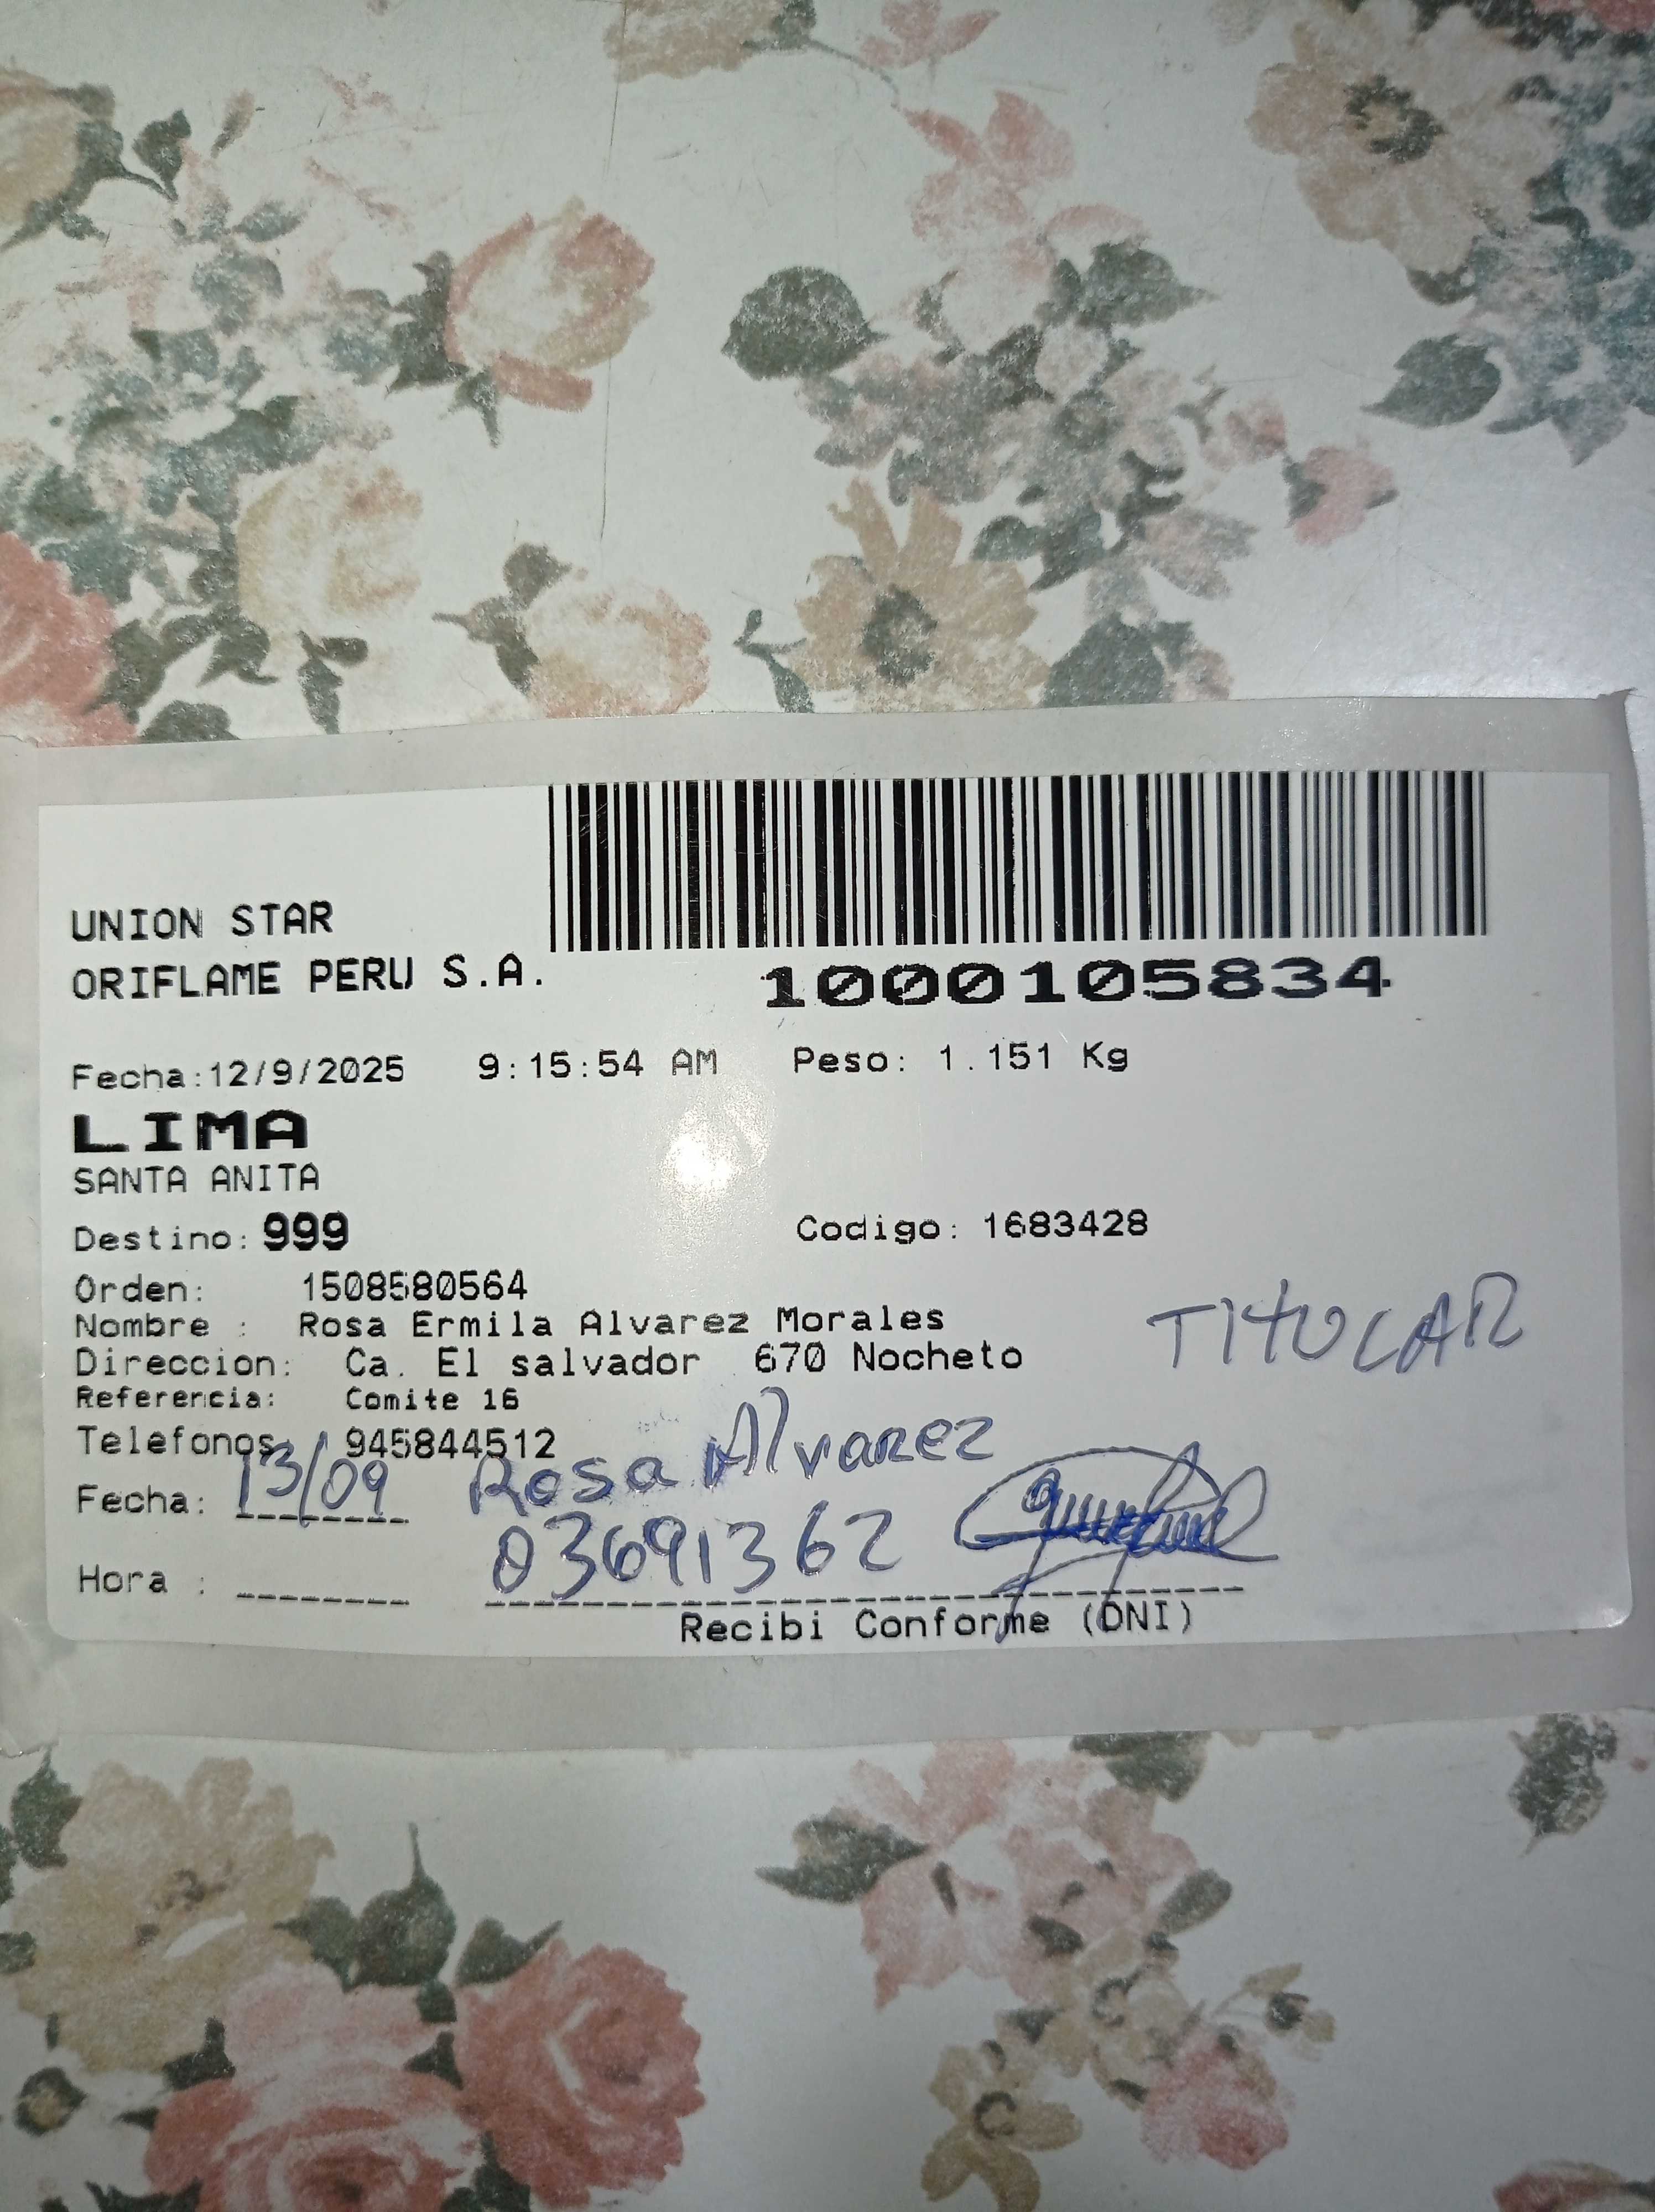 UNION STAR
ORIFLAME PERU S.A.
1000105834
Fecha:12/9/2025 9:15:54 AM Peso: 1.151 Kg
LIMA
SANTA ANITA
Destino: 999 Codigo: 1683428
Orden: 1508580564
Nombre : Rosa Ermila Alvarez Morales
TITULAR
Direccion: Ca. El salvador 670 Nocheto
Referencia: Comite 16
Telefonos: 945844512
Rosa Alvarez
Fecha: 13/09
03691362
Hora :
Recibi Conforme (DNI)